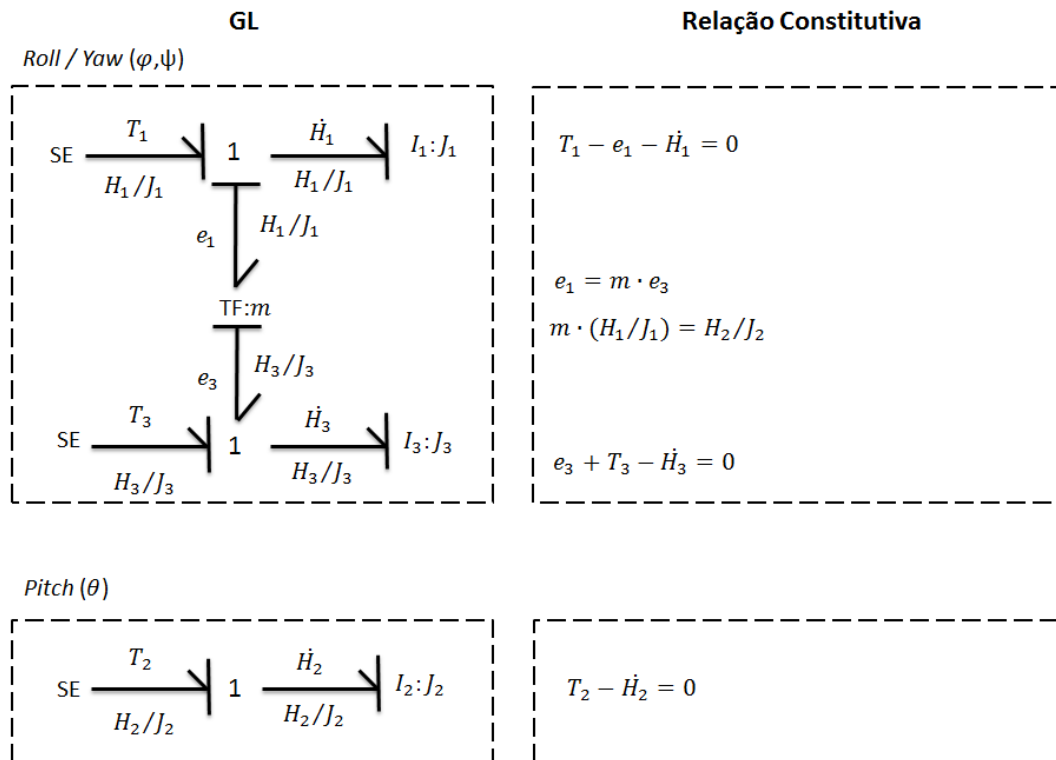 GL Relação Constitutiva
Roll / Yaw (φ,ψ)
T₁ Ḣ₁
SE 1 I₁:J₁ T₁ − e₁ − Ḣ₁ = 0
H₁/J₁ H₁/J₁
e₁ H₁/J₁
e₁ = m · e₃
TF:m
m · (H₁/J₁) = H₂/J₂
e₃ H₃/J₃
T₃ Ḣ₃
SE 1 I₃:J₃
e₃ + T₃ − Ḣ₃ = 0
H₃/J₃ H₃/J₃
Pitch (θ)
T₂ Ḣ₂
SE 1 I₂:J₂ T₂ − Ḣ₂ = 0
H₂/J₂ H₂/J₂